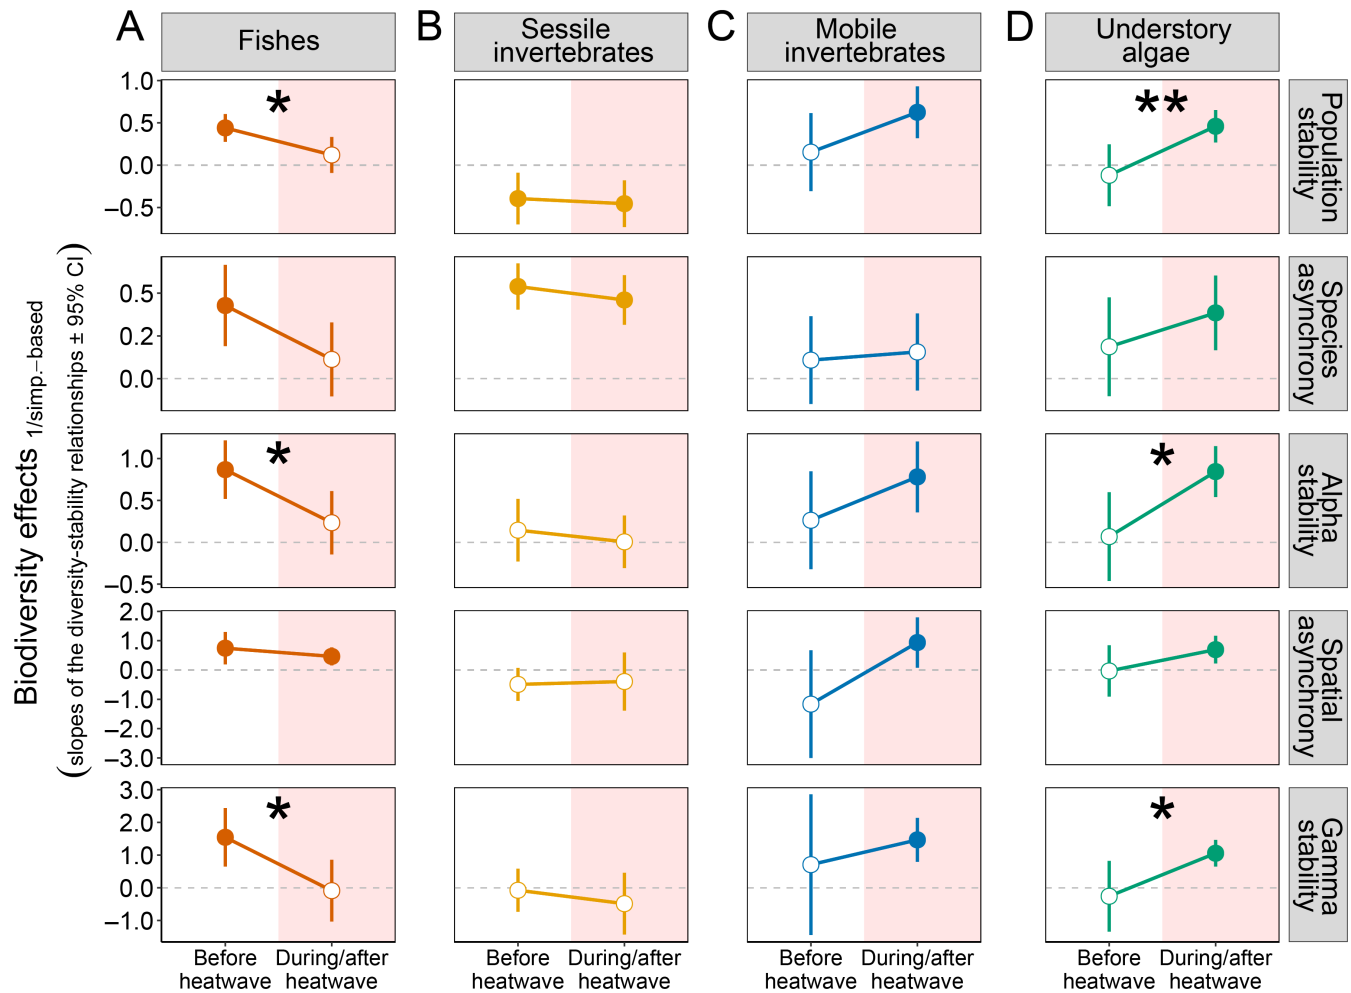 A
Fishes
B
Sessile
invertebrates
C
Mobile
invertebrates
D
Understory
algae
Biodiversity effects 1/simp.–based
( slopes of the diversity-stability relationships ± 95% CI )
1.0
0.5
0.0
–0.5
*
**
Population
stability
0.5
0.2
0.0
Species
asynchrony
1.0
0.5
0.0
–0.5
*
*
Alpha
stability
2.0
1.0
0.0
–1.0
–2.0
–3.0
Spatial
asynchrony
3.0
2.0
1.0
0.0
–1.0
*
*
Gamma
stability
Before
heatwave
During/after
heatwave
Before
heatwave
During/after
heatwave
Before
heatwave
During/after
heatwave
Before
heatwave
During/after
heatwave